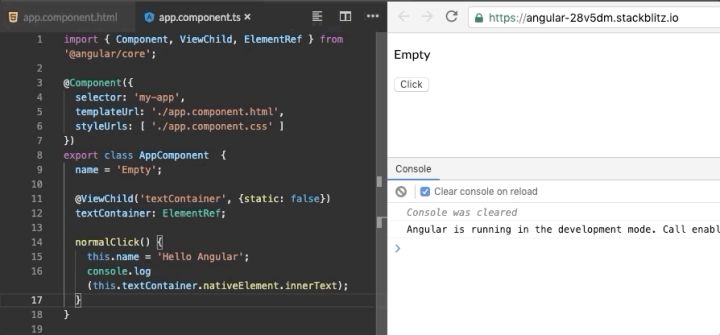 app.component.html
app.component.ts ×
https://angular-28v5dm.stackblitz.io
1 import { Component, ViewChild, ElementRef } from
'@angular/core';
2
3 @Component({
4 selector: 'my-app',
5 templateUrl: './app.component.html',
6 styleUrls: [ './app.component.css' ]
7 })
8 export class AppComponent  {
9 name = 'Empty';
10
11 @ViewChild('textContainer', {static: false})
12 textContainer: ElementRef;
13
14 normalClick() {
15 this.name = 'Hello Angular';
16 console.log
(this.textContainer.nativeElement.innerText);
17 }
18 }
19
Empty
Click
Console
Clear console on reload
Console was cleared
Angular is running in the development mode. Call enabl